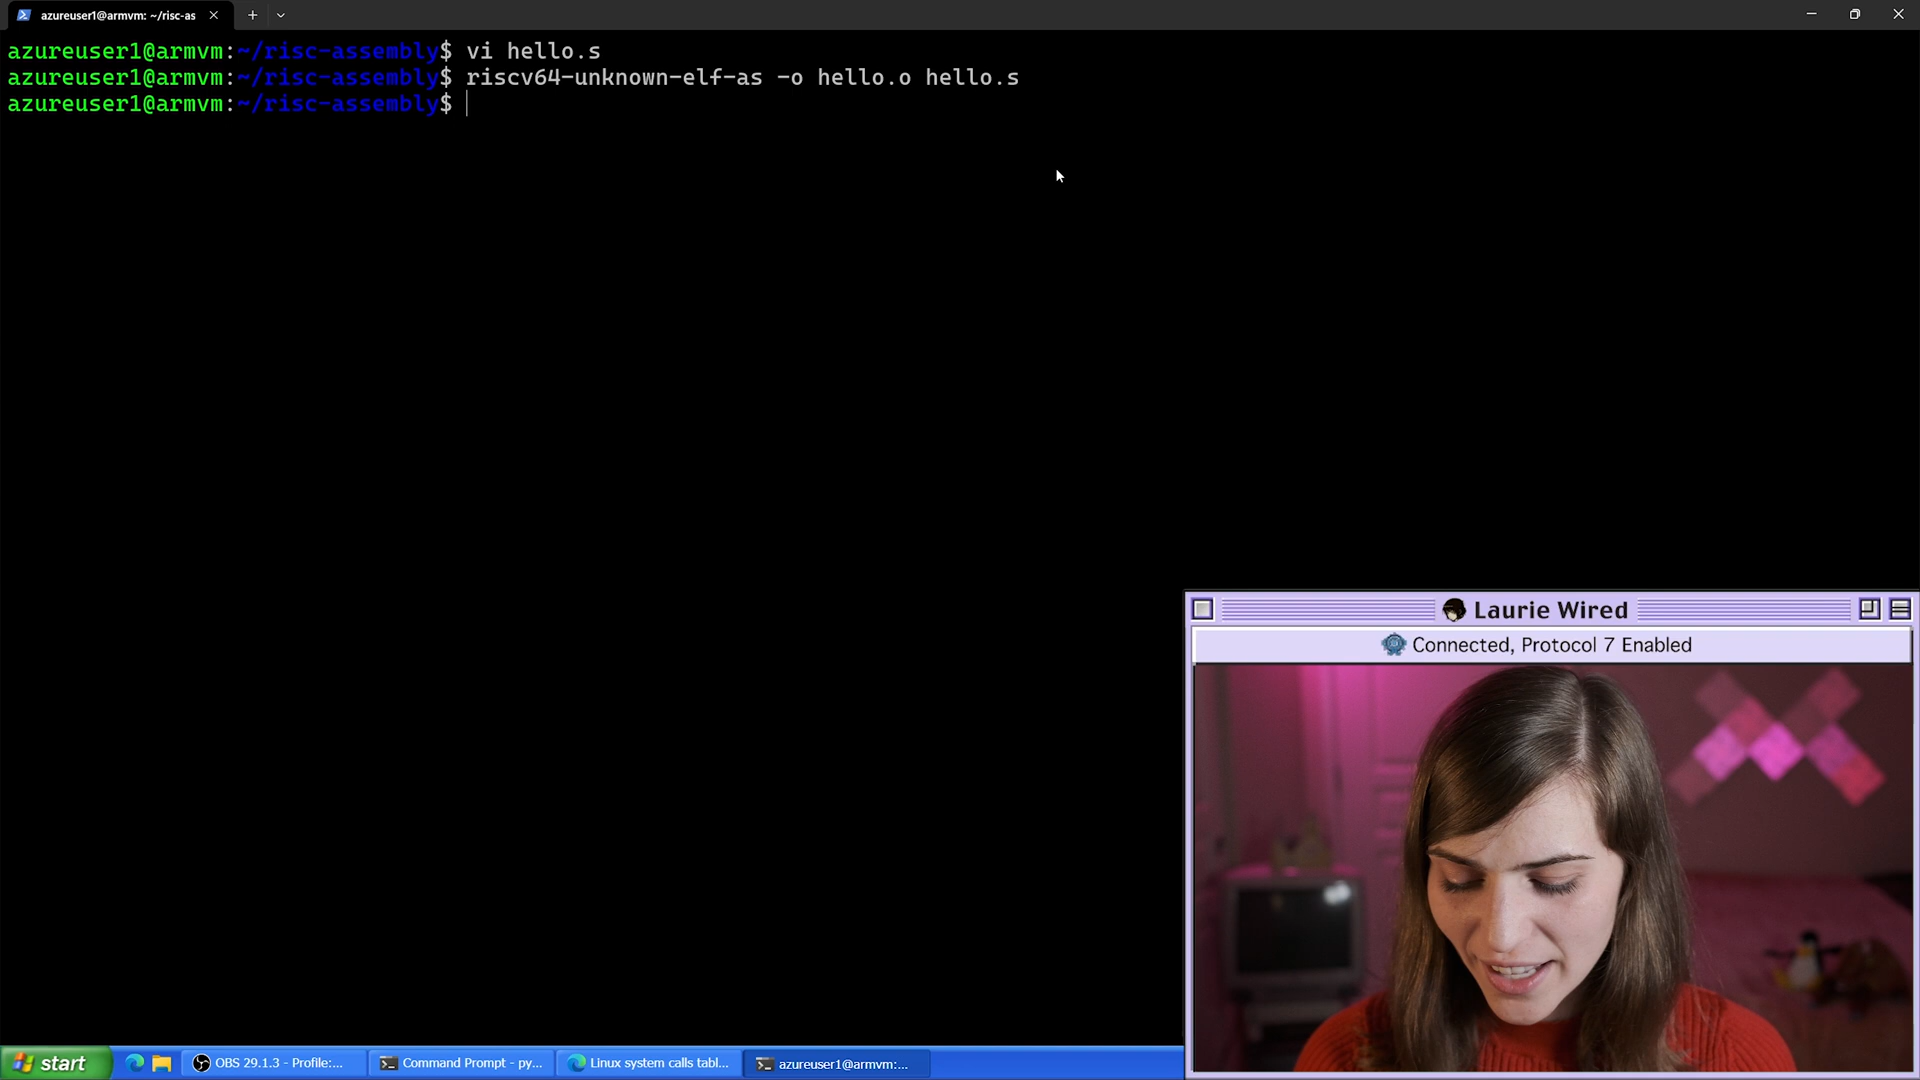 azureuser1@armvm: ~/risc-as
azureuser1@armvm:~/risc-assembly$ vi hello.s
azureuser1@armvm:~/risc-assembly$ riscv64-unknown-elf-as -o hello.o hello.s
azureuser1@armvm:~/risc-assembly$
Laurie Wired
Connected, Protocol 7 Enabled
start
OBS 29.1.3 - Profile:...
Command Prompt - py...
Linux system calls tabl...
azureuser1@armvm:...